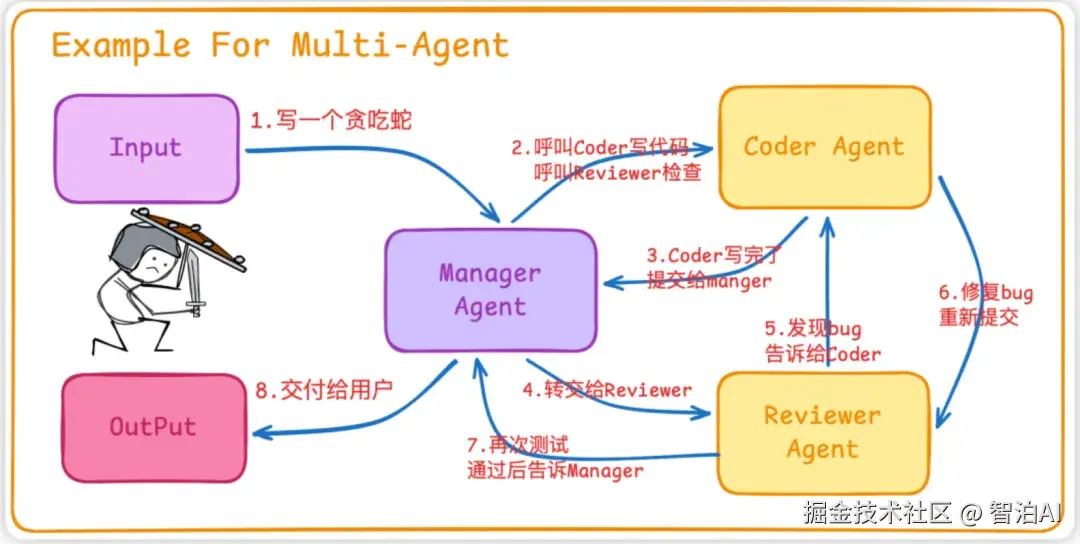 Example For Multi-Agent
Input
1.写一个贪吃蛇
2.呼叫Coder写代码
呼叫Reviewer检查
Coder Agent
Manager
Agent
3.Coder写完了
提交给manger
6.修复bug
重新提交
5.发现bug
告诉给Coder
OutPut
8.交付给用户
4.转交给Reviewer
Reviewer
Agent
7.再次测试
通过后告诉Manager
掘金技术社区 @ 智泊AI